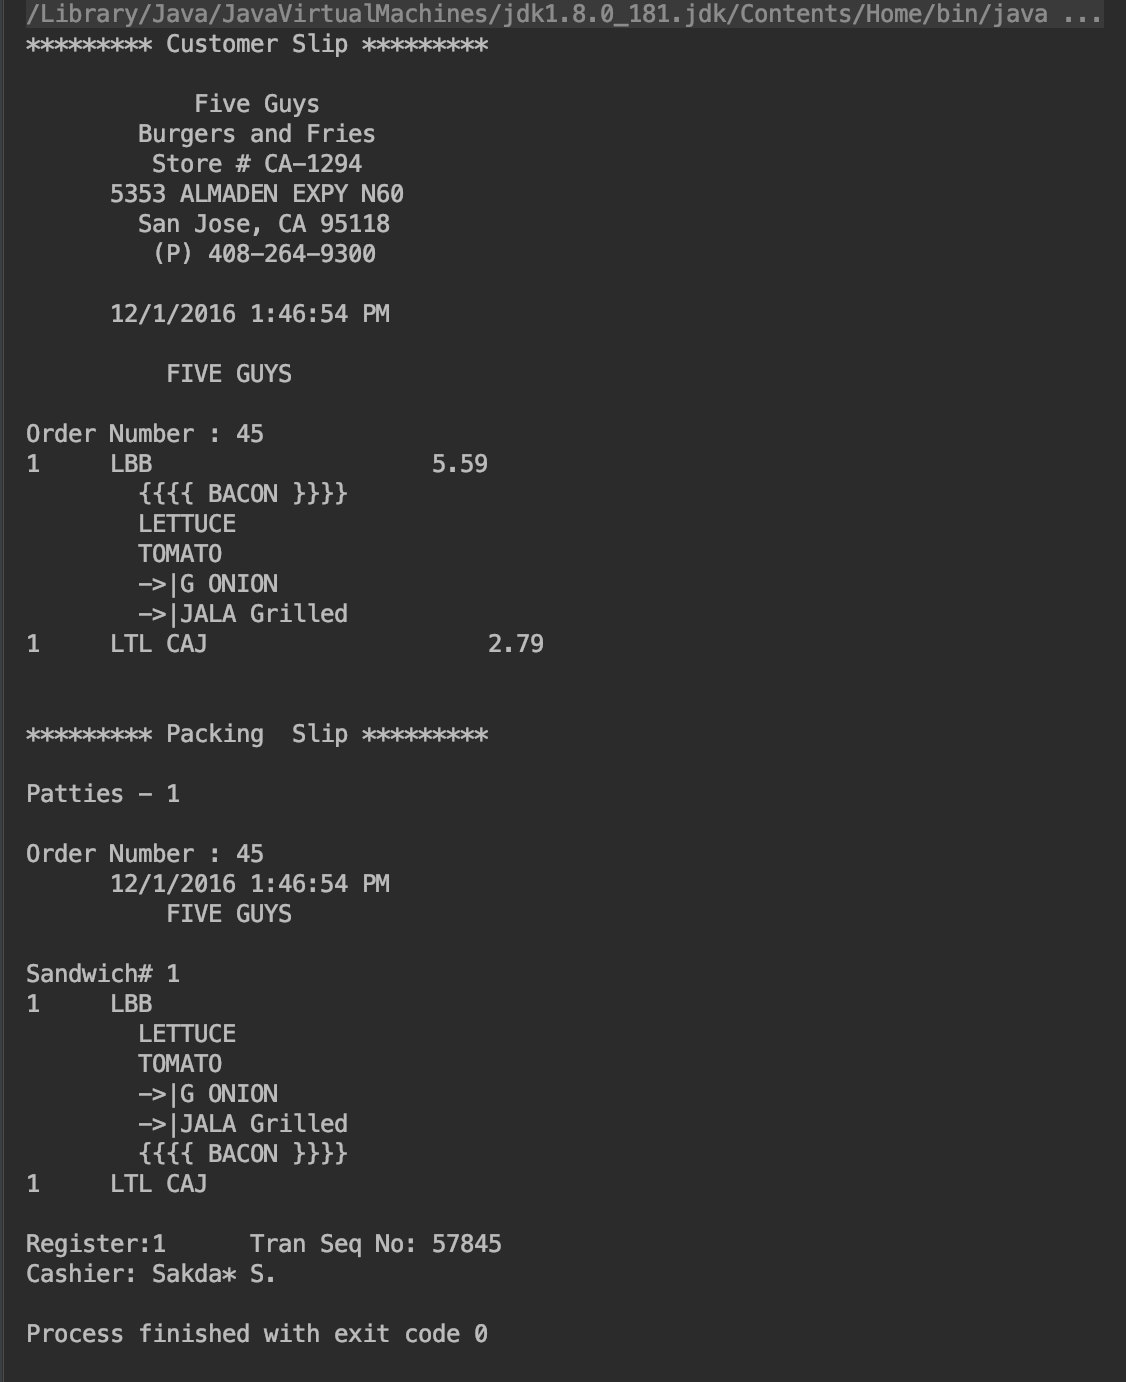 /Library/Java/JavaVirtualMachines/jdk1.8.0_181.jdk/Contents/Home/bin/java ...
********* Customer Slip *********
Five Guys
Burgers and Fries
Store # CA-1294
5353 ALMADEN EXPY N60
San Jose, CA 95118
(P) 408-264-9300
12/1/2016 1:46:54 PM
FIVE GUYS
Order Number : 45
1     LBB                    5.59
{{{{ BACON }}}}
LETTUCE
TOMATO
->|G ONION
->|JALA Grilled
1     LTL CAJ                    2.79
********* Packing  Slip *********
Patties - 1
Order Number : 45
12/1/2016 1:46:54 PM
FIVE GUYS
Sandwich# 1
1     LBB
LETTUCE
TOMATO
->|G ONION
->|JALA Grilled
{{{{ BACON }}}}
1     LTL CAJ
Register:1      Tran Seq No: 57845
Cashier: Sakda* S.
Process finished with exit code 0